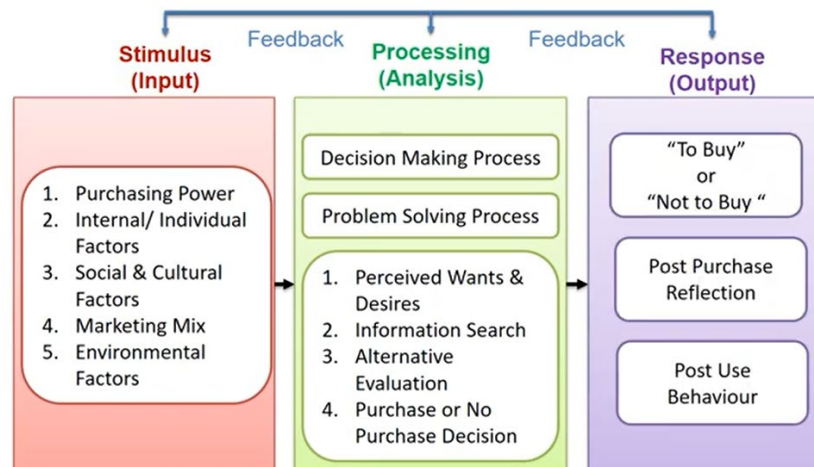 Feedback
Feedback
Stimulus
(Input)
Processing
(Analysis)
Response
(Output)
1. Purchasing Power
2. Internal/ Individual
Factors
3. Social & Cultural
Factors
4. Marketing Mix
5. Environmental
Factors
Decision Making Process
Problem Solving Process
1. Perceived Wants &
Desires
2. Information Search
3. Alternative
Evaluation
4. Purchase or No
Purchase Decision
“To Buy”
or
“Not to Buy “
Post Purchase
Reflection
Post Use
Behaviour